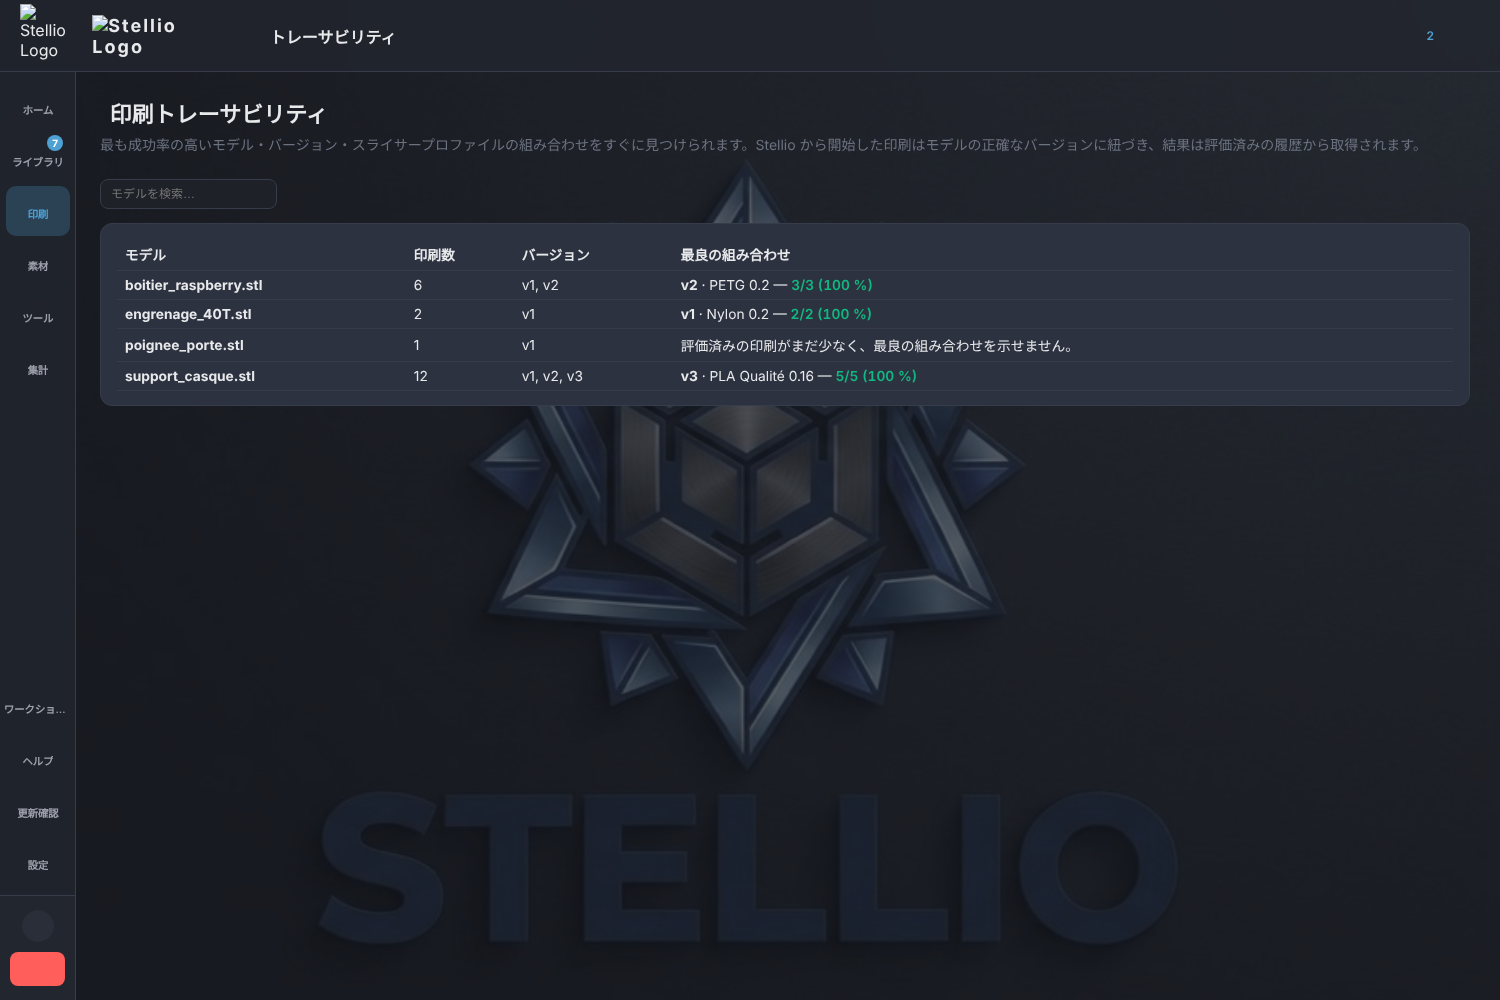 Stellio Logo
Stellio Logo
トレーサビリティ
2
ホーム
7
ライブラリ
印刷
素材
ツール
集計
ワークショ...
ヘルプ
更新確認
設定
印刷トレーサビリティ
最も成功率の高いモデル・バージョン・スライサープロファイルの組み合わせをすぐに見つけられます。Stellio から開始した印刷はモデルの正確なバージョンに紐づき、結果は評価済みの履歴から取得されます。
モデルを検索...
モデル 印刷数 バージョン 最良の組み合わせ
boitier_raspberry.stl 6 v1, v2 v2 · PETG 0.2 — 3/3 (100 %)
engrenage_40T.stl 2 v1 v1 · Nylon 0.2 — 2/2 (100 %)
poignee_porte.stl 1 v1 評価済みの印刷がまだ少なく、最良の組み合わせを示せません。
support_casque.stl 12 v1, v2, v3 v3 · PLA Qualité 0.16 — 5/5 (100 %)
STELLIO